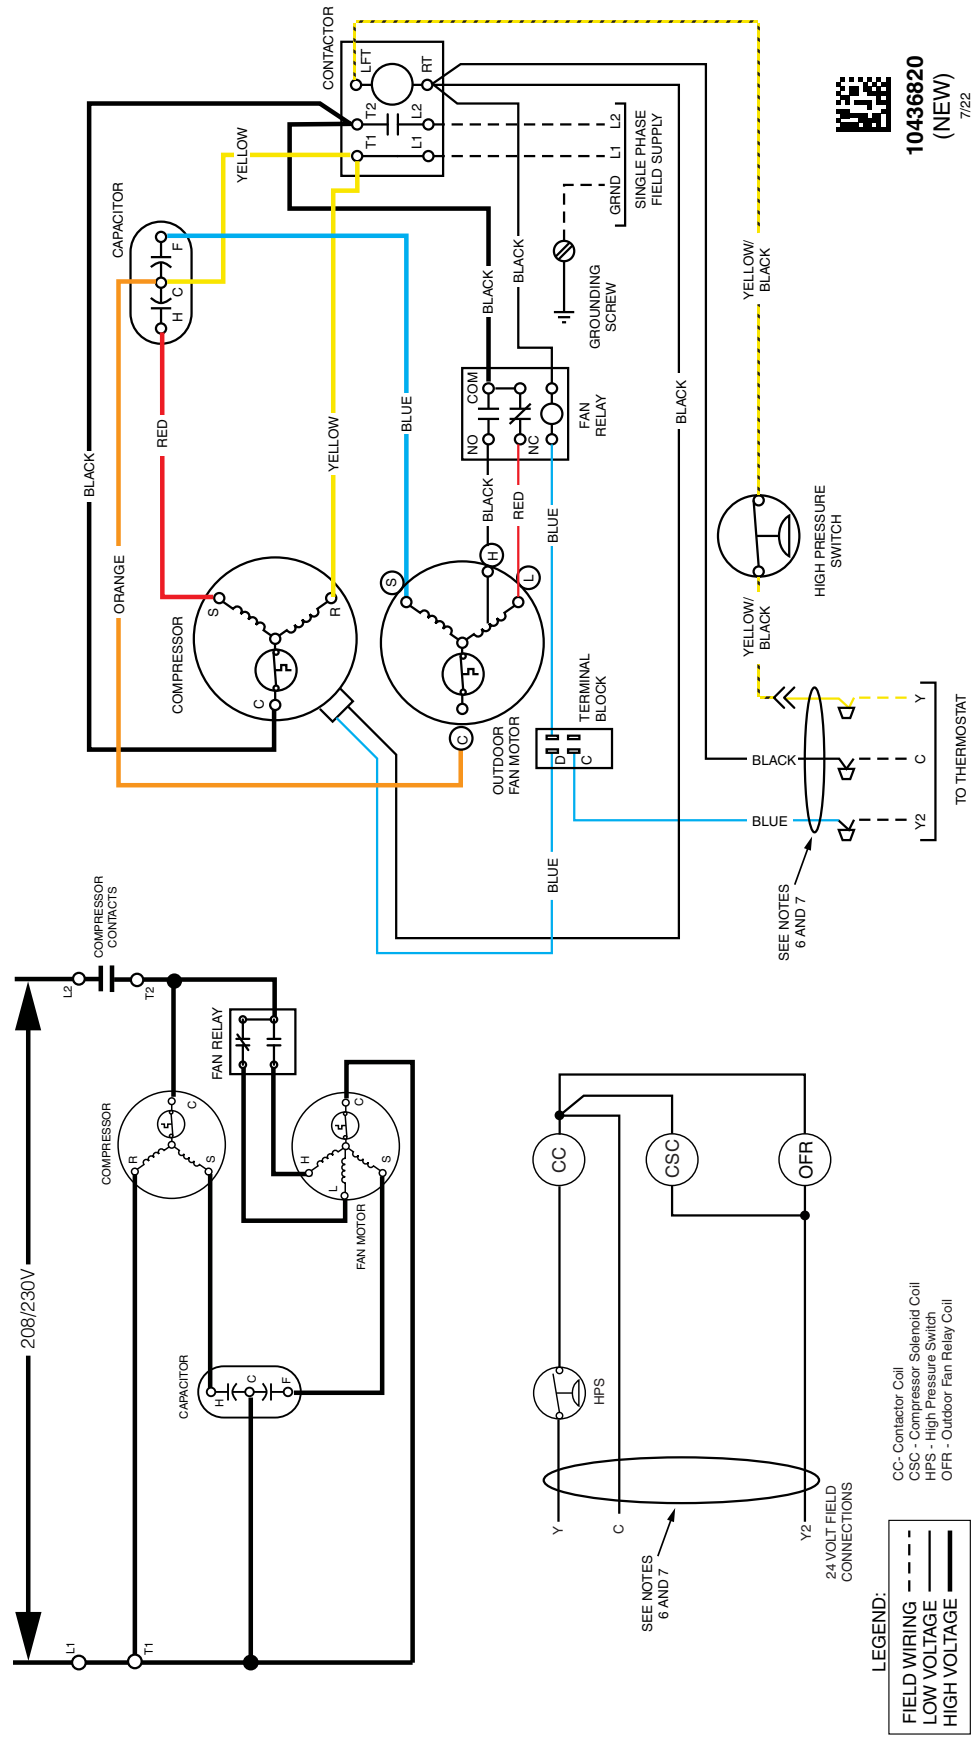 208/230V
L1
T1
L2
T2
COMPRESSOR
CONTACTS
COMPRESSOR
R
S
C
FAN RELAY
CAPACITOR
H
C
F
FAN MOTOR
H
L
C
S
CC
CSC
OFR
HPS
Y
C
Y2
SEE NOTES
6 AND 7
24 VOLT FIELD
CONNECTIONS
LEGEND:
FIELD WIRING
LOW VOLTAGE
HIGH VOLTAGE
CC- Contactor Coil
CSC - Compressor Solenoid Coil
HPS - High Pressure Switch
OFR - Outdoor Fan Relay Coil
CAPACITOR
H
C
F
YELLOW
CONTACTOR
LFT
RT
T2
L2
T1
L1
BLACK
ORANGE
RED
YELLOW
BLUE
BLACK
BLACK
COMPRESSOR
S
R
C
OUTDOOR
FAN MOTOR
S
H
L
C
COM
NO
NC
FAN
RELAY
BLACK
RED
BLUE
GRND
L1
L2
SINGLE PHASE
FIELD SUPPLY
GROUNDING
SCREW
BLACK
TERMINAL
BLOCK
D
C
BLUE
YELLOW/
BLACK
HIGH PRESSURE
SWITCH
YELLOW/
BLACK
BLACK
BLUE
SEE NOTES
6 AND 7
Y
C
Y2
TO THERMOSTAT
10436820
(NEW)
7/22